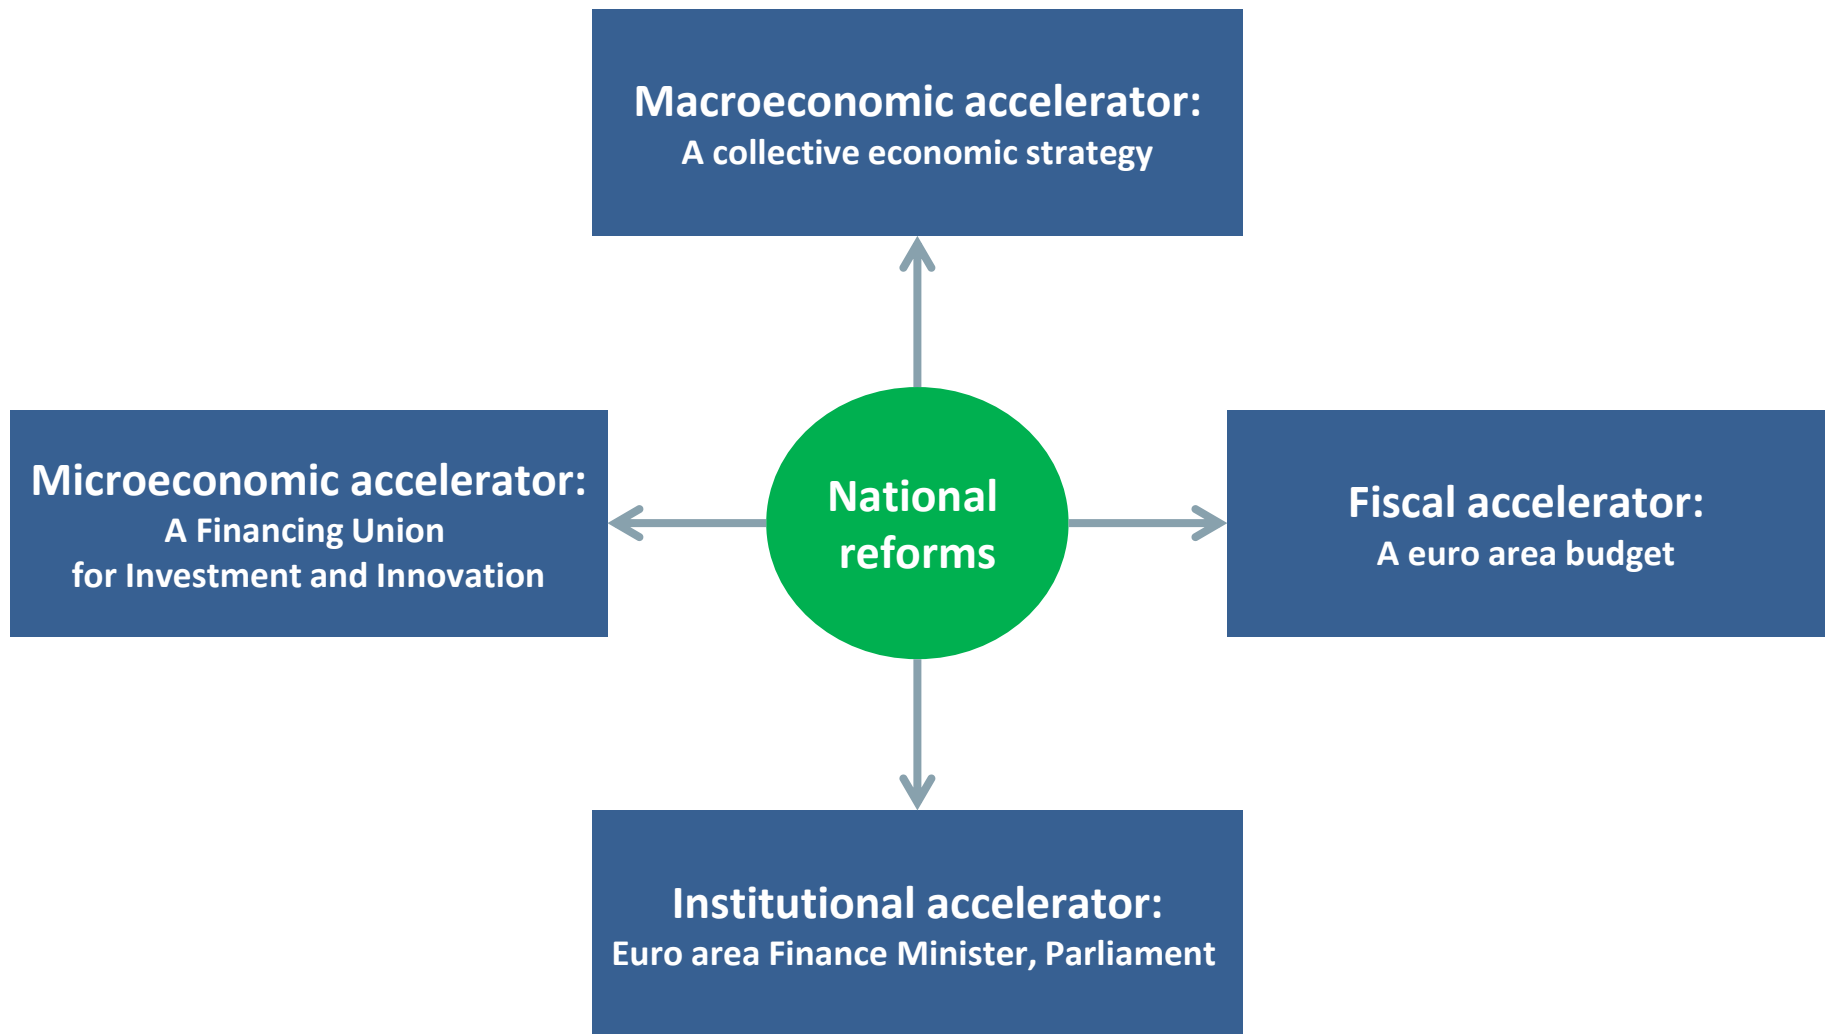 Macroeconomic accelerator:
A collective economic strategy
Microeconomic accelerator:
A Financing Union
for Investment and Innovation
National
reforms
Fiscal accelerator:
A euro area budget
Institutional accelerator:
Euro area Finance Minister, Parliament